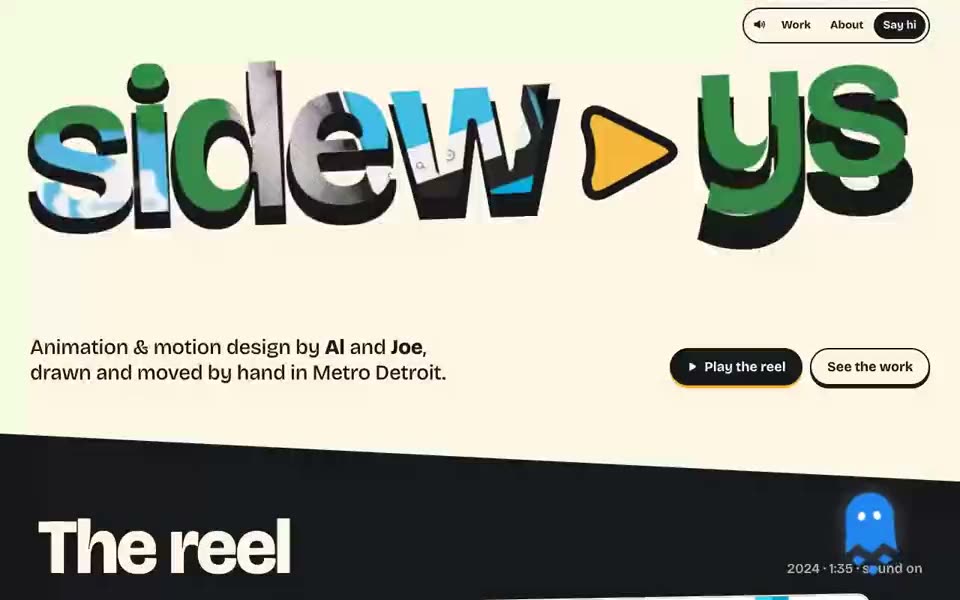 Work About Say hi
sidew ys
Animation & motion design by Al and Joe,
drawn and moved by hand in Metro Detroit.
Play the reel See the work
The reel
2024 · 1:35 · sound on